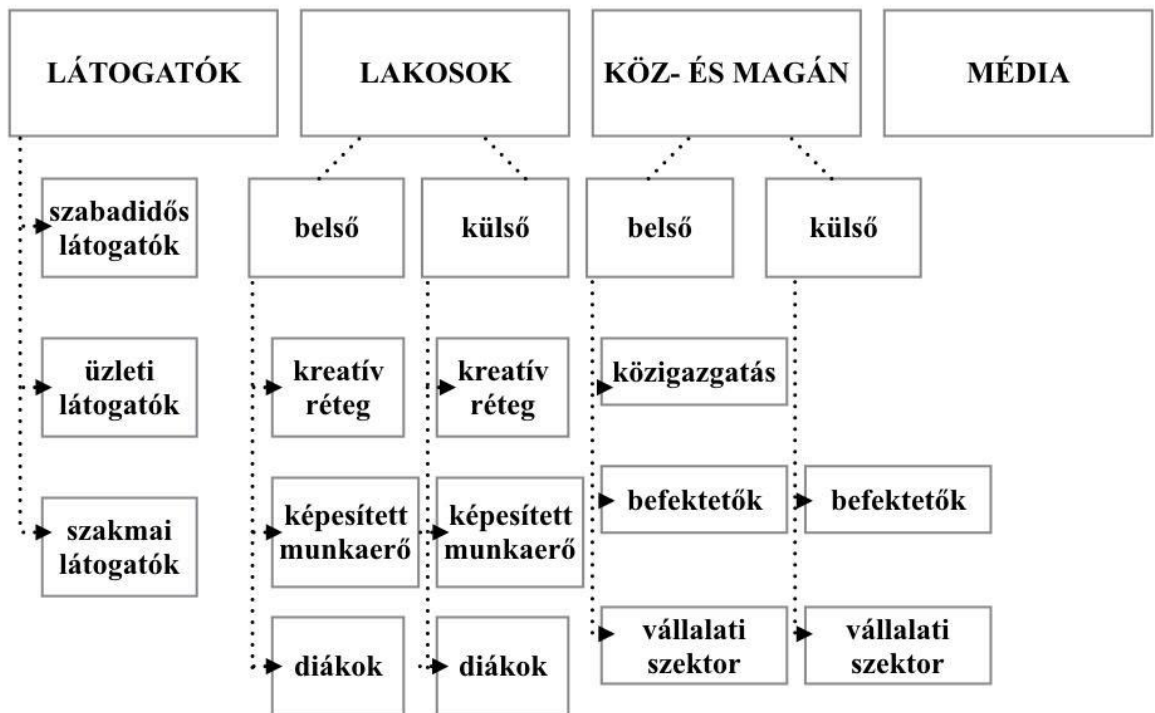 LÁTOGATÓK
LAKOSOK
KÖZ- ÉS MAGÁN
MÉDIA
szabadidős
látogatók
üzleti
látogatók
szakmai
látogatók
belső
kreatív
réteg
képesített
munkaerő
diákok
külső
kreatív
réteg
képesített
munkaerő
diákok
belső
közigazgatás
befektetők
vállalati
szektor
külső
befektetők
vállalati
szektor